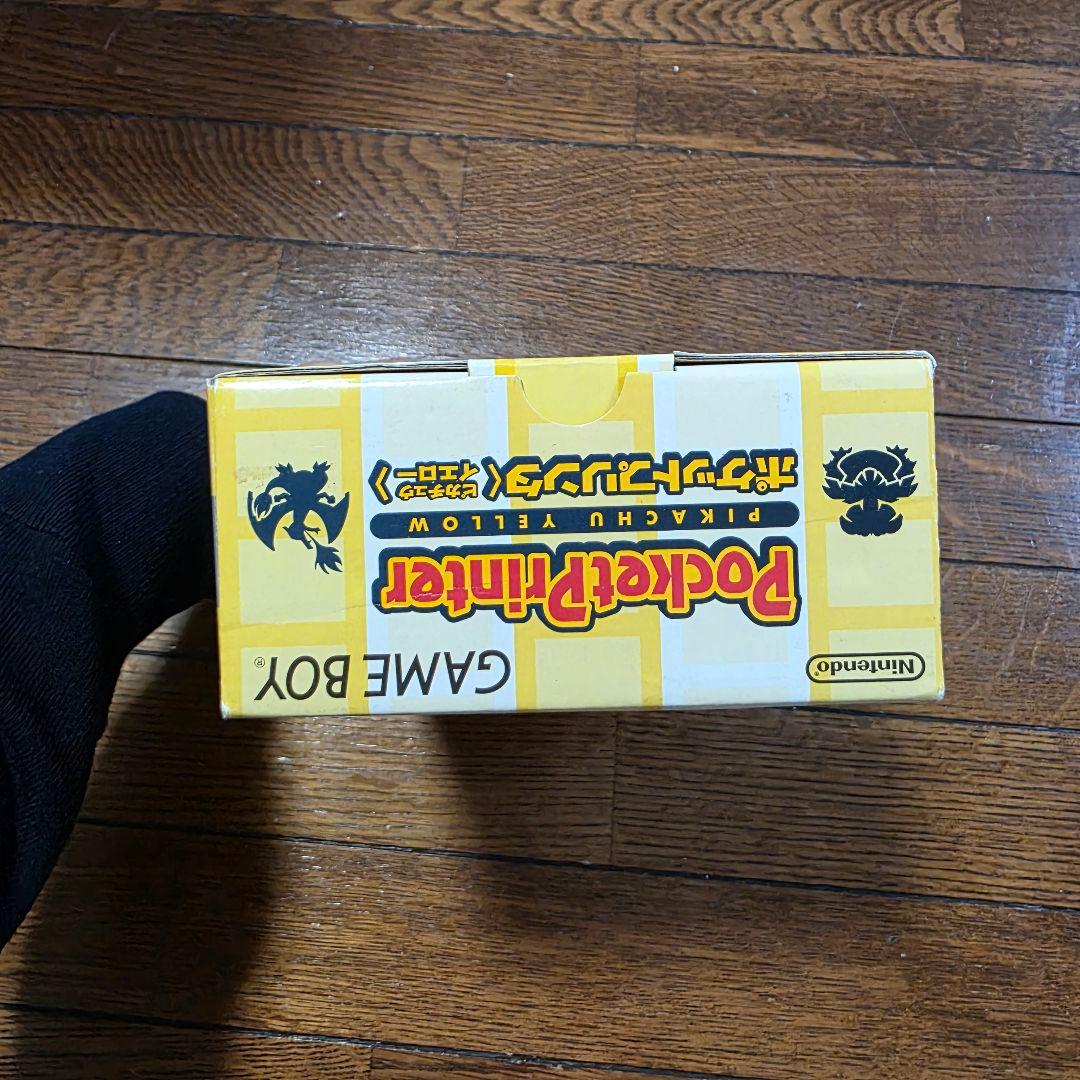 Nintendo®
GAME BOY®
PocketPrinter
PIKACHU YELLOW
ポケットプリンタ〈ピカチュウイエロー〉